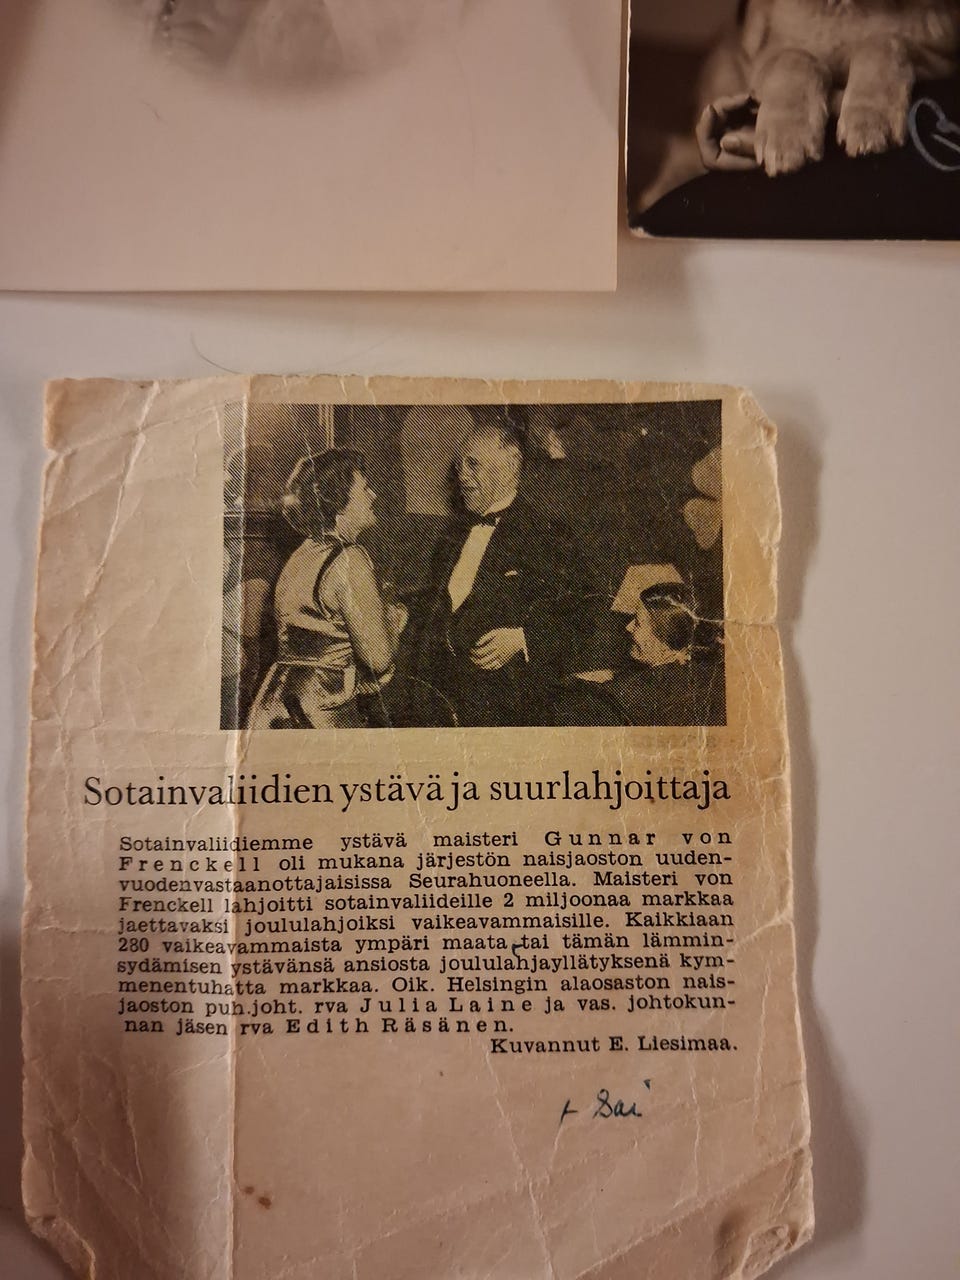 Sotainvaliidien ystävä ja suurlahjoittaja
Sotainvaliidiemme ystävä maisteri Gunnar von
Frenckell oli mukana järjestön naisjaoston uuden-
vuodenvastaanottajaisissa Seurahuoneella. Maisteri von
Frenckell lahjoitti sotainvaliideille 2 miljoonaa markkaa
jaettavaksi joululahjoiksi vaikeavammaisille. Kaikkiaan
280 vaikeavammaista ympäri maata sai tämän lämmin-
sydämisen ystävänsä ansiosta joululahjayllätyksenä kym-
menentuhatta markkaa. Oik. Helsingin alaosaston nais-
jaoston puh.joht. rva Julia Laine ja vas. johtokun-
nan jäsen rva Edith Räsänen.
Kuvannut E. Liesimaa.
+ Sai